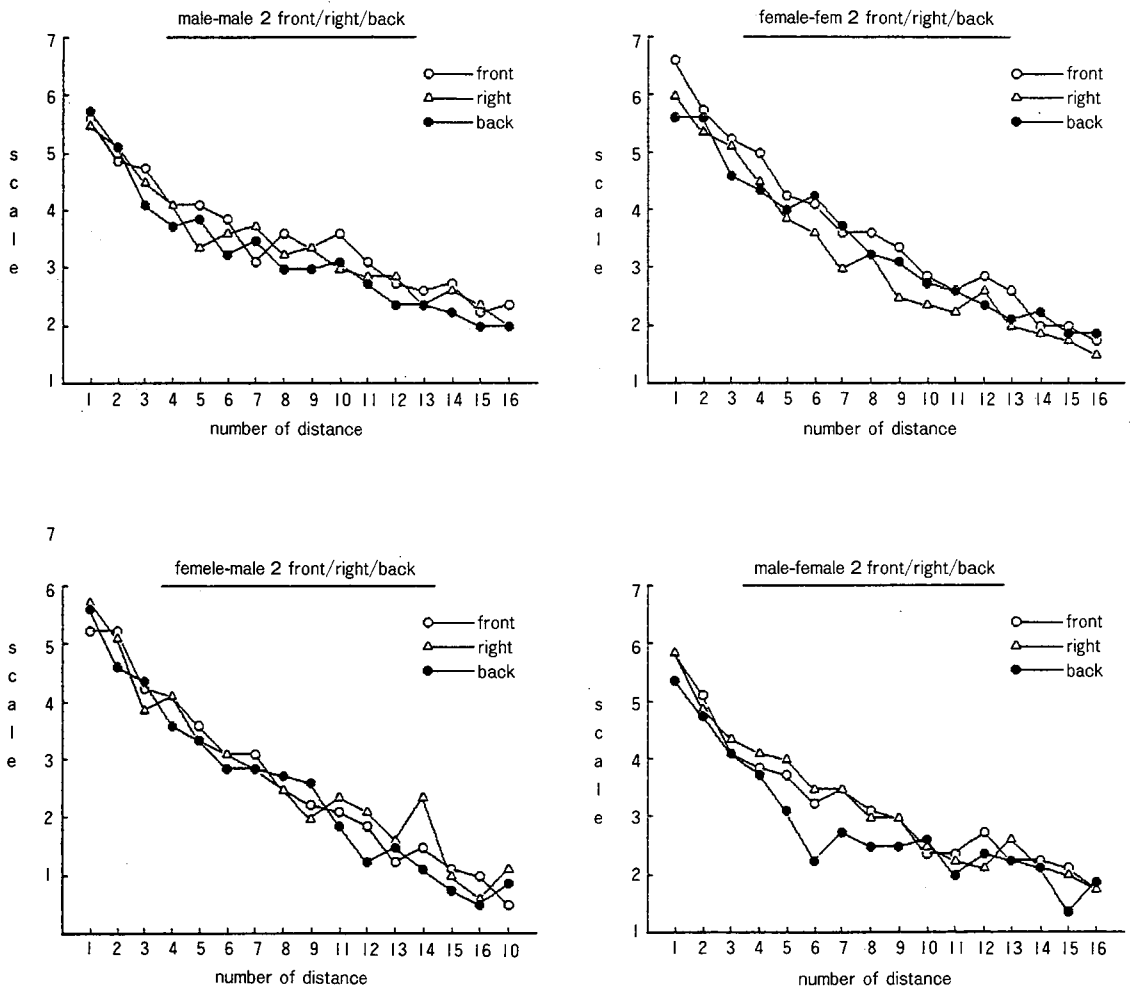 male-male 2 front/right/back
7
6
5
4
3
2
1
s
c
a
l
e
front
right
back
1 2 3 4 5 6 7 8 9 10 11 12 13 14 15 16
number of distance
female-fem 2 front/right/back
7
6
5
4
3
2
1
s
c
a
l
e
front
right
back
1 2 3 4 5 6 7 8 9 10 11 12 13 14 15 16
number of distance
7
femele-male 2 front/right/back
6
5
4
3
2
1
s
c
a
l
e
front
right
back
1 2 3 4 5 6 7 8 9 11 12 13 14 15 16 10
number of distance
male-female 2 front/right/back
7
6
5
4
3
2
1
s
c
a
l
e
front
right
back
1 2 3 4 5 6 7 8 9 10 11 12 13 14 15 16
number of distance